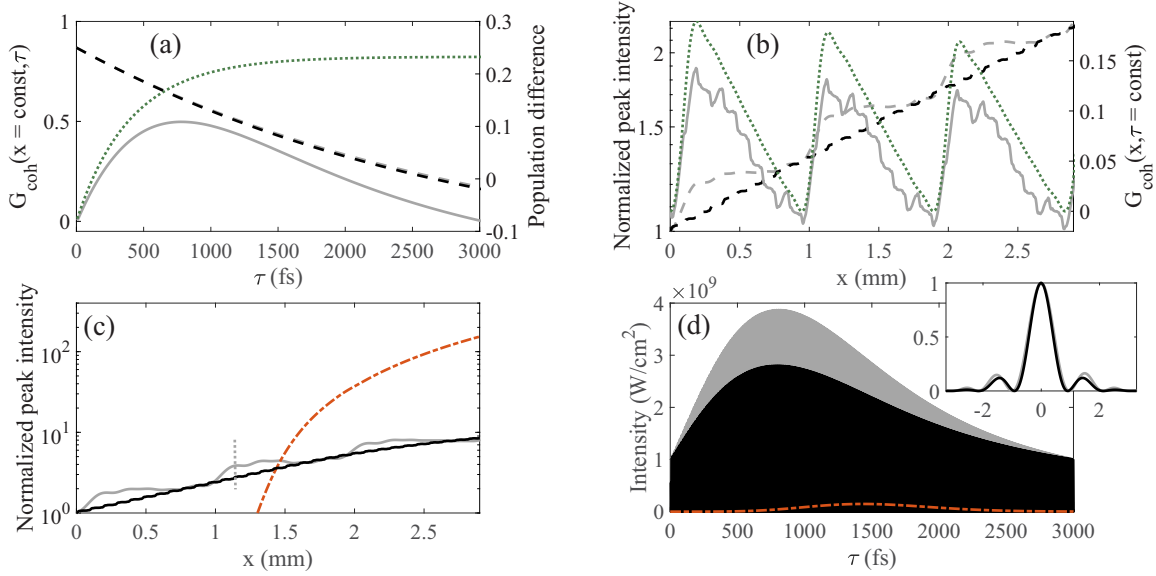 (a)
1
0.5
0
G_coh(x = const,τ)
0.3
0.2
0.1
0
-0.1
Population difference
0 500 1000 1500 2000 2500 3000
τ (fs)
(b)
2
1.5
1
Normalized peak intensity
0.15
0.1
0.05
0
G_coh(x,τ = const)
0 0.5 1 1.5 2 2.5
x (mm)
(c)
10^2
10^1
10^0
Normalized peak intensity
0 0.5 1 1.5 2 2.5
x (mm)
×10^9
(d)
4
3
2
1
0
Intensity (W/cm^2)
0 500 1000 1500 2000 2500 3000
τ (fs)
1
0.5
0
-2 0 2